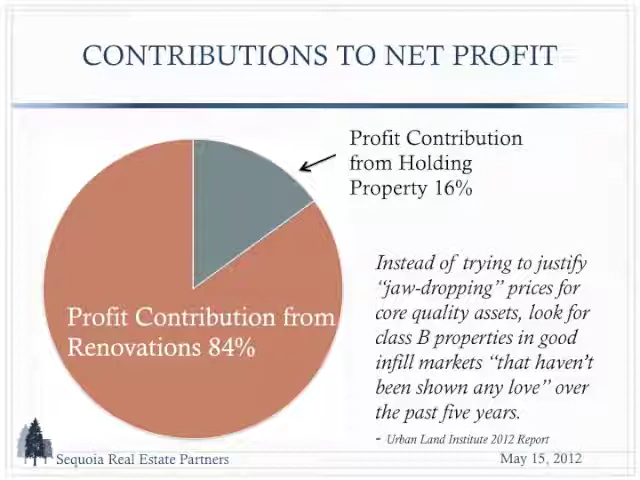 CONTRIBUTIONS TO NET PROFIT
Profit Contribution
from Holding
Property 16%
Profit Contribution from
Renovations 84%
Instead of trying to justify
“jaw-dropping” prices for
core quality assets, look for
class B properties in good
infill markets “that haven’t
been shown any love” over
the past five years.
- Urban Land Institute 2012 Report
Sequoia Real Estate Partners
May 15, 2012